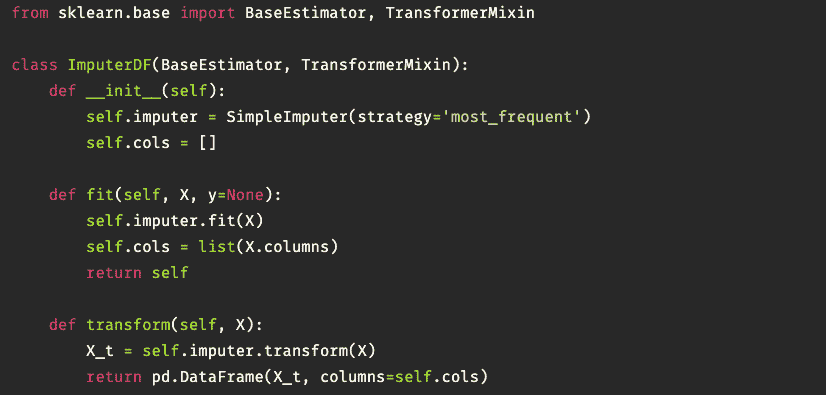 from sklearn.base import BaseEstimator, TransformerMixin
class ImputerDF(BaseEstimator, TransformerMixin):
    def __init__(self):
        self.imputer = SimpleImputer(strategy='most_frequent')
        self.cols = []
    def fit(self, X, y=None):
        self.imputer.fit(X)
        self.cols = list(X.columns)
        return self
    def transform(self, X):
        X_t = self.imputer.transform(X)
        return pd.DataFrame(X_t, columns=self.cols)